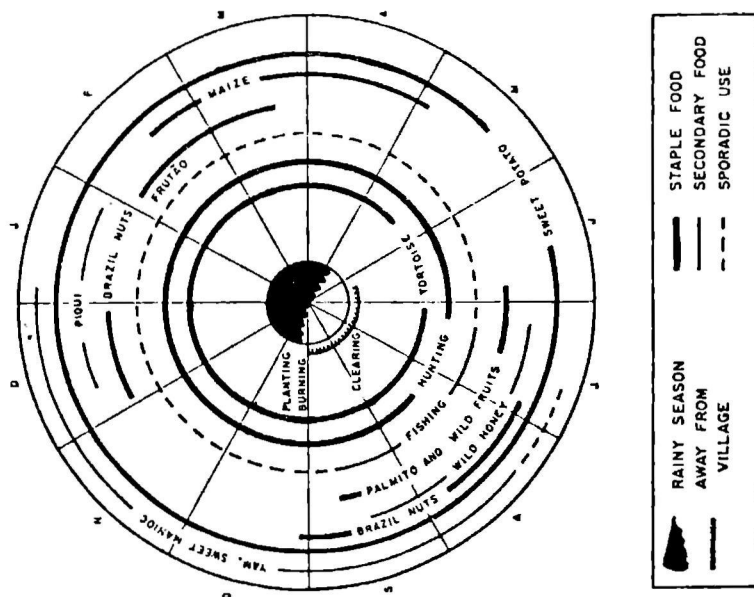 J
F
M
A
M
J
J
A
S
O
N
D
MAIZE
FRUTÃO
BRAZIL NUTS
PIQUI
SWEET POTATO
TORTOISE
HUNTING
FISHING
PALMITO AND WILD FRUITS
WILD HONEY
BRAZIL NUTS
YAM, SWEET MANIOC
PLANTING
BURNING
CLEARING
STAPLE FOOD
SECONDARY FOOD
SPORADIC USE
RAINY SEASON
AWAY FROM
VILLAGE